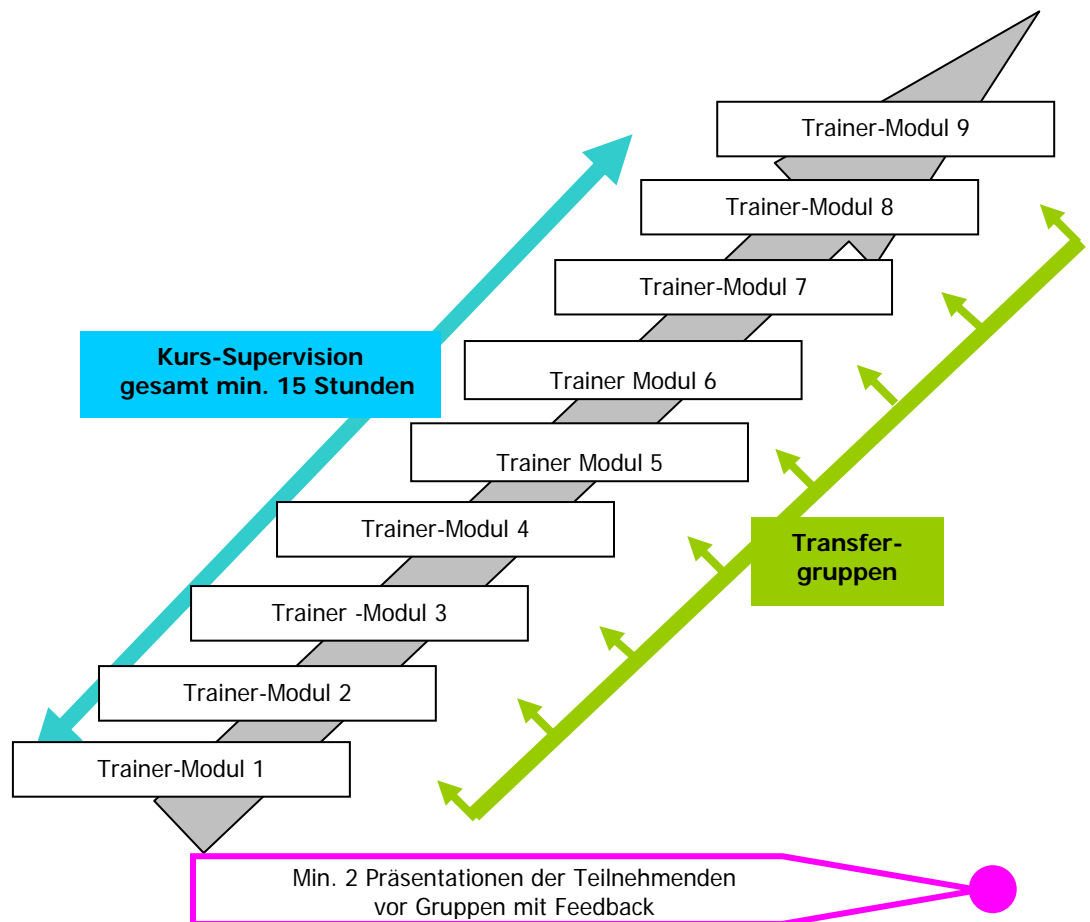 Trainer-Modul 9
Trainer-Modul 8
Trainer-Modul 7
Kurs-Supervision
gesamt min. 15 Stunden
Trainer Modul 6
Trainer Modul 5
Trainer-Modul 4
Transfer-
gruppen
Trainer -Modul 3
Trainer-Modul 2
Trainer-Modul 1
Min. 2 Präsentationen der Teilnehmenden
vor Gruppen mit Feedback